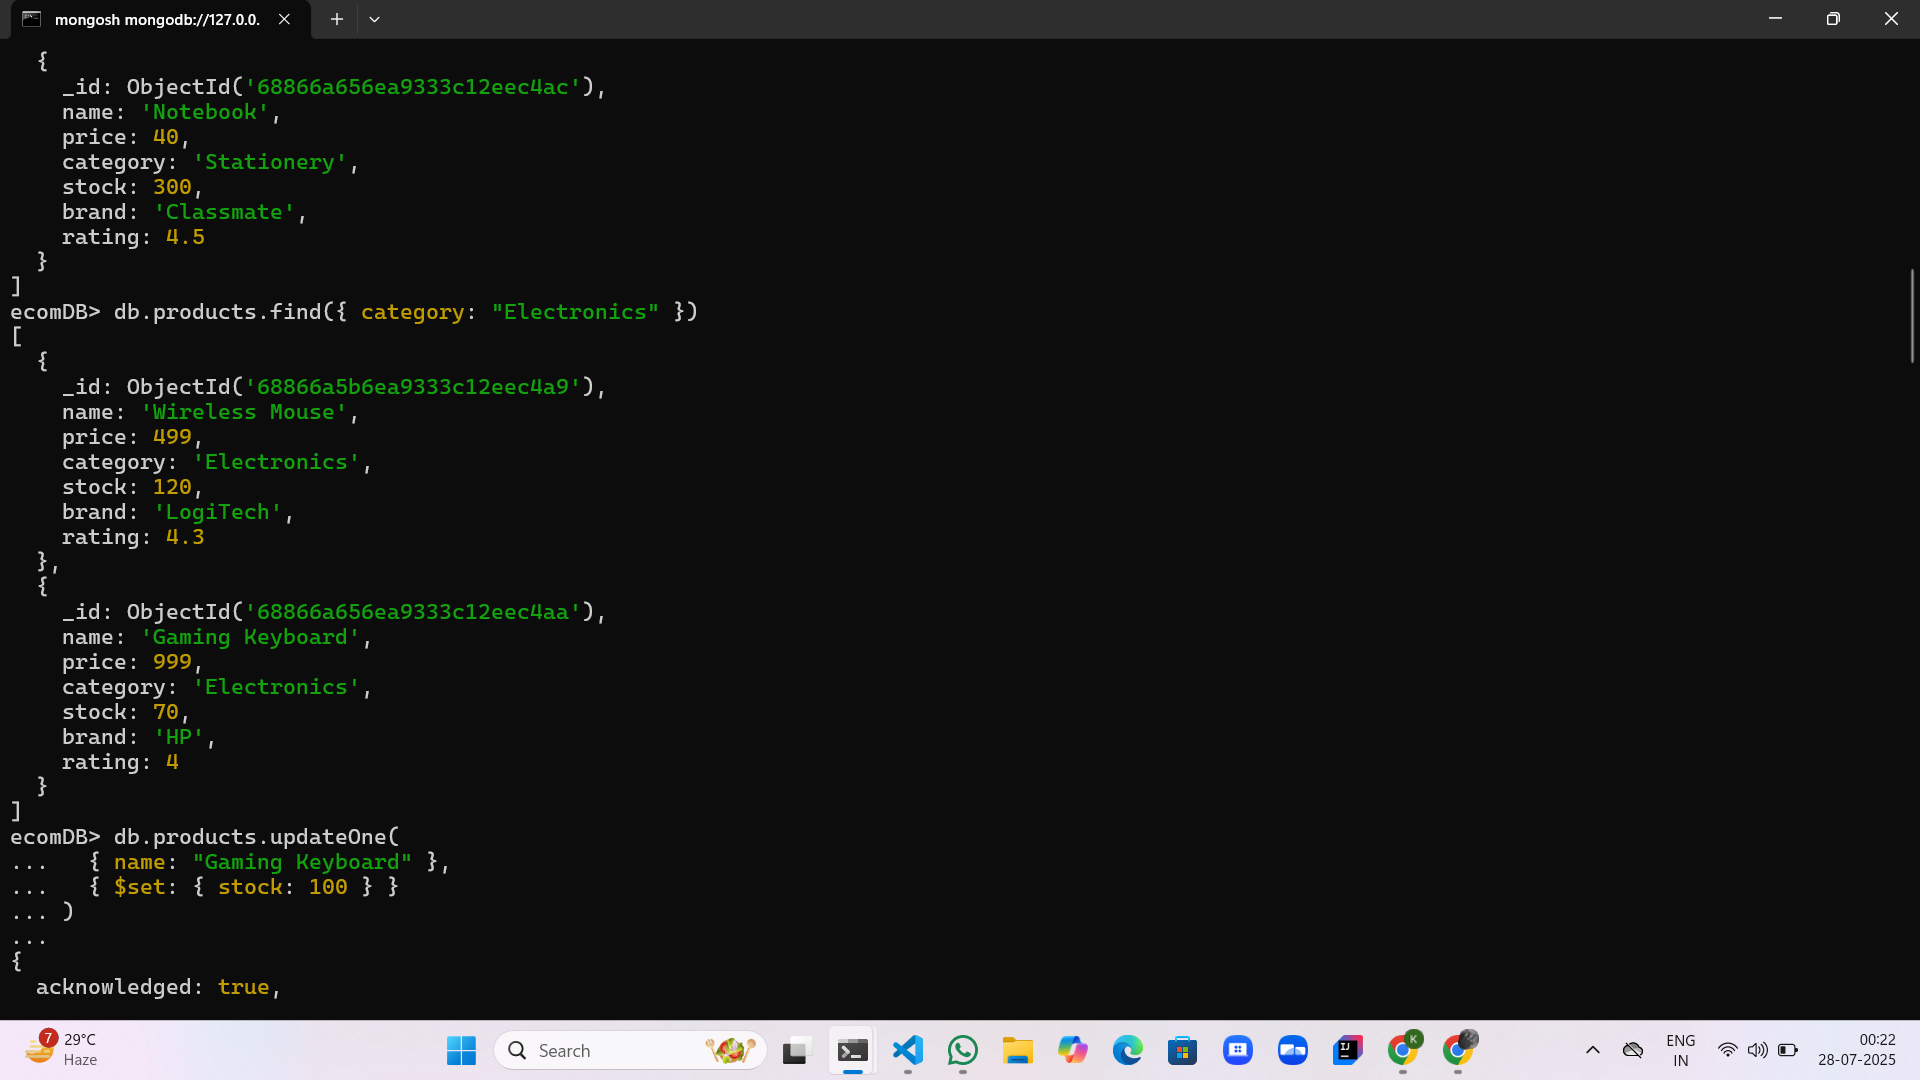 mongosh mongodb://127.0.0.
{
_id: ObjectId('68866a656ea9333c12eec4ac'),
name: 'Notebook',
price: 40,
category: 'Stationery',
stock: 300,
brand: 'Classmate',
rating: 4.5
}
]
ecomDB> db.products.find({ category: "Electronics" })
[
{
_id: ObjectId('68866a5b6ea9333c12eec4a9'),
name: 'Wireless Mouse',
price: 499,
category: 'Electronics',
stock: 120,
brand: 'LogiTech',
rating: 4.3
},
{
_id: ObjectId('68866a656ea9333c12eec4aa'),
name: 'Gaming Keyboard',
price: 999,
category: 'Electronics',
stock: 70,
brand: 'HP',
rating: 4
}
]
ecomDB> db.products.updateOne(
...   { name: "Gaming Keyboard" },
...   { $set: { stock: 100 } }
... )
...
{
acknowledged: true,
7
29°C
Haze
Search
IJ
K
ENG
IN
00:22
28-07-2025